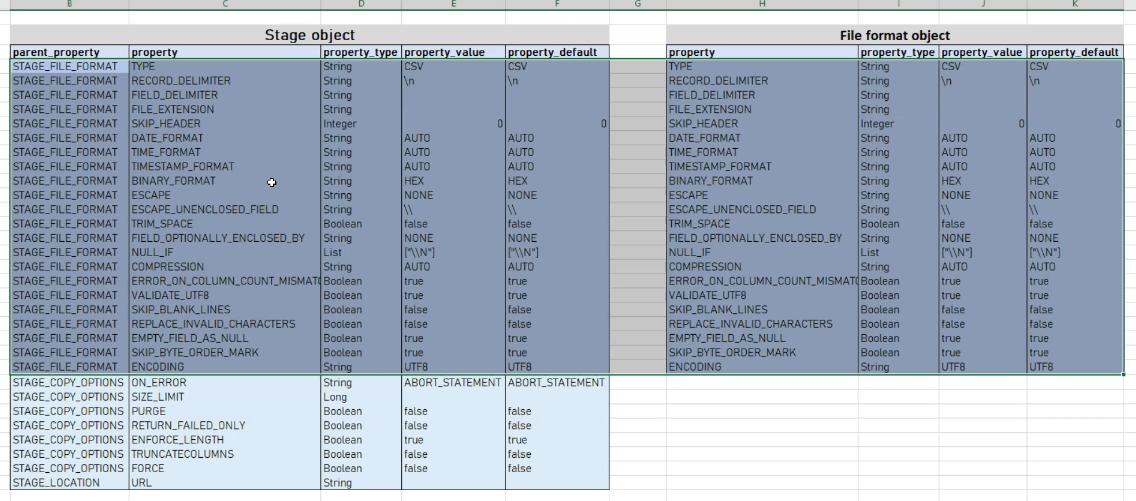 B C D E F G H I J K
Stage object File format object
parent_property property property_type property_value property_default property property_type property_value property_default
STAGE_FILE_FORMAT TYPE String CSV CSV TYPE String CSV CSV
STAGE_FILE_FORMAT RECORD_DELIMITER String \n \n RECORD_DELIMITER String \n \n
STAGE_FILE_FORMAT FIELD_DELIMITER String FIELD_DELIMITER String
STAGE_FILE_FORMAT FILE_EXTENSION String FILE_EXTENSION String
STAGE_FILE_FORMAT SKIP_HEADER Integer 0 0 SKIP_HEADER Integer 0 0
STAGE_FILE_FORMAT DATE_FORMAT String AUTO AUTO DATE_FORMAT String AUTO AUTO
STAGE_FILE_FORMAT TIME_FORMAT String AUTO AUTO TIME_FORMAT String AUTO AUTO
STAGE_FILE_FORMAT TIMESTAMP_FORMAT String AUTO AUTO TIMESTAMP_FORMAT String AUTO AUTO
STAGE_FILE_FORMAT BINARY_FORMAT String HEX HEX BINARY_FORMAT String HEX HEX
STAGE_FILE_FORMAT ESCAPE String NONE NONE ESCAPE String NONE NONE
STAGE_FILE_FORMAT ESCAPE_UNENCLOSED_FIELD String \\ \\ ESCAPE_UNENCLOSED_FIELD String \\ \\
STAGE_FILE_FORMAT TRIM_SPACE Boolean false false TRIM_SPACE Boolean false false
STAGE_FILE_FORMAT FIELD_OPTIONALLY_ENCLOSED_BY String NONE NONE FIELD_OPTIONALLY_ENCLOSED_BY String NONE NONE
STAGE_FILE_FORMAT NULL_IF List ["\\N"] ["\\N"] NULL_IF List ["\\N"] ["\\N"]
STAGE_FILE_FORMAT COMPRESSION String AUTO AUTO COMPRESSION String AUTO AUTO
STAGE_FILE_FORMAT ERROR_ON_COLUMN_COUNT_MISMATC Boolean true true ERROR_ON_COLUMN_COUNT_MISMATC Boolean true true
STAGE_FILE_FORMAT VALIDATE_UTF8 Boolean true true VALIDATE_UTF8 Boolean true true
STAGE_FILE_FORMAT SKIP_BLANK_LINES Boolean false false SKIP_BLANK_LINES Boolean false false
STAGE_FILE_FORMAT REPLACE_INVALID_CHARACTERS Boolean false false REPLACE_INVALID_CHARACTERS Boolean false false
STAGE_FILE_FORMAT EMPTY_FIELD_AS_NULL Boolean true true EMPTY_FIELD_AS_NULL Boolean true true
STAGE_FILE_FORMAT SKIP_BYTE_ORDER_MARK Boolean true true SKIP_BYTE_ORDER_MARK Boolean true true
STAGE_FILE_FORMAT ENCODING String UTF8 UTF8 ENCODING String UTF8 UTF8
STAGE_COPY_OPTIONS ON_ERROR String ABORT_STATEMENT ABORT_STATEMENT
STAGE_COPY_OPTIONS SIZE_LIMIT Long
STAGE_COPY_OPTIONS PURGE Boolean false false
STAGE_COPY_OPTIONS RETURN_FAILED_ONLY Boolean false false
STAGE_COPY_OPTIONS ENFORCE_LENGTH Boolean true true
STAGE_COPY_OPTIONS TRUNCATECOLUMNS Boolean false false
STAGE_COPY_OPTIONS FORCE Boolean false false
STAGE_LOCATION URL String